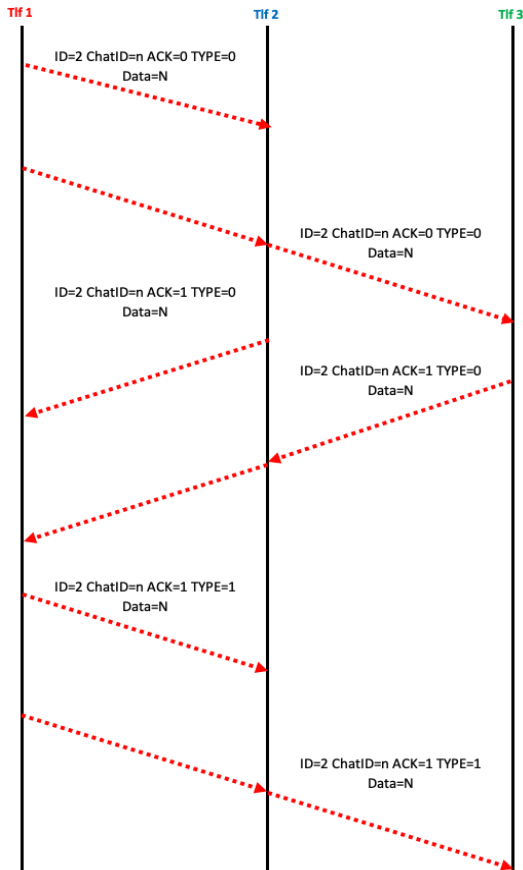 Tlf 1
Tlf 2
Tlf 3
ID=2 ChatID=n ACK=0 TYPE=0
Data=N
ID=2 ChatID=n ACK=0 TYPE=0
Data=N
ID=2 ChatID=n ACK=1 TYPE=0
Data=N
ID=2 ChatID=n ACK=1 TYPE=0
Data=N
ID=2 ChatID=n ACK=1 TYPE=1
Data=N
ID=2 ChatID=n ACK=1 TYPE=1
Data=N